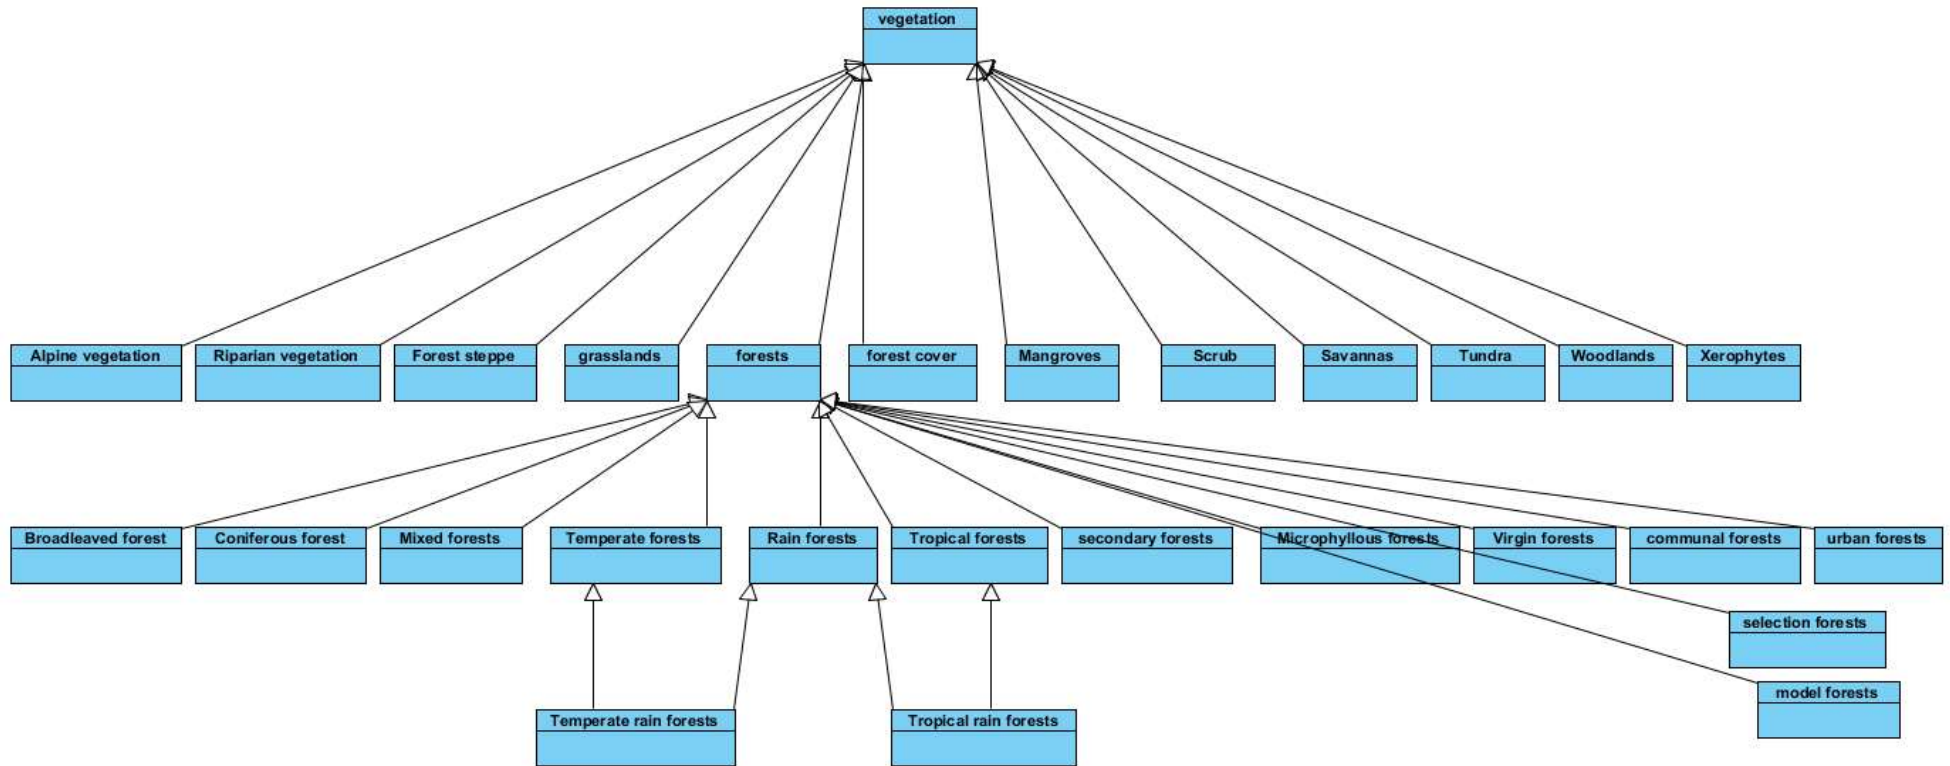 vegetation
Alpine vegetation
Riparian vegetation
Forest steppe
grasslands
forests
forest cover
Mangroves
Scrub
Savannas
Tundra
Woodlands
Xerophytes
Broadleaved forest
Coniferous forest
Mixed forests
Temperate forests
Rain forests
Tropical forests
secondary forests
Microphyllous forests
Virgin forests
communal forests
urban forests
selection forests
model forests
Temperate rain forests
Tropical rain forests